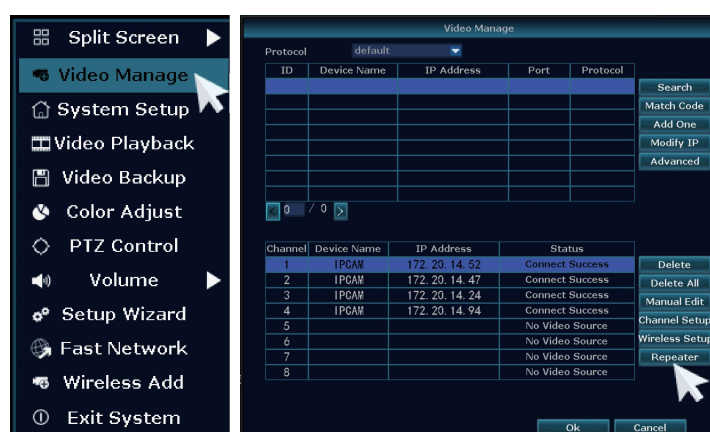 Split Screen
Video Manage
System Setup
Video Playback
Video Backup
Color Adjust
PTZ Control
Volume
Setup Wizard
Fast Network
Wireless Add
Exit System
Video Manage
Protocol default
ID Device Name IP Address Port Protocol
Search
Match Code
Add One
Modify IP
Advanced
< 0 / 0 >
Channel Device Name IP Address Status
1 IPCAM 172. 20. 14. 52 Connect Success Delete
2 IPCAM 172. 20. 14. 47 Connect Success Delete All
3 IPCAM 172. 20. 14. 24 Connect Success Manual Edit
4 IPCAM 172. 20. 14. 94 Connect Success
5 No Video Source Channel Setup
6 No Video Source Wireless Setup
7 No Video Source Repeater
8 No Video Source
Ok Cancel